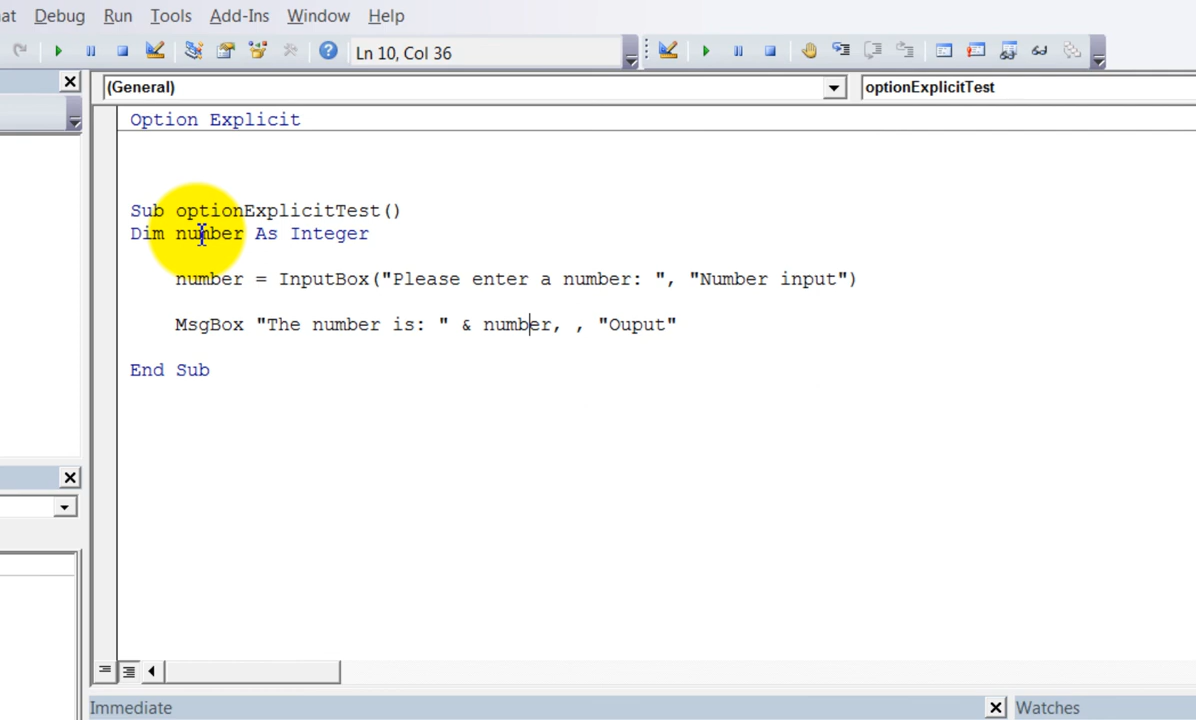 at Debug Run Tools Add-Ins Window Help
Ln 10, Col 36
(General) optionExplicitTest
Option Explicit
Sub optionExplicitTest()
Dim number As Integer
number = InputBox("Please enter a number: ", "Number input")
MsgBox "The number is: " & number, , "Ouput"
End Sub
Immediate Watches